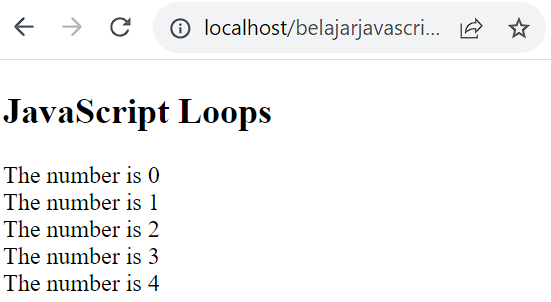 localhost/belajarjavascri...
JavaScript Loops
The number is 0
The number is 1
The number is 2
The number is 3
The number is 4